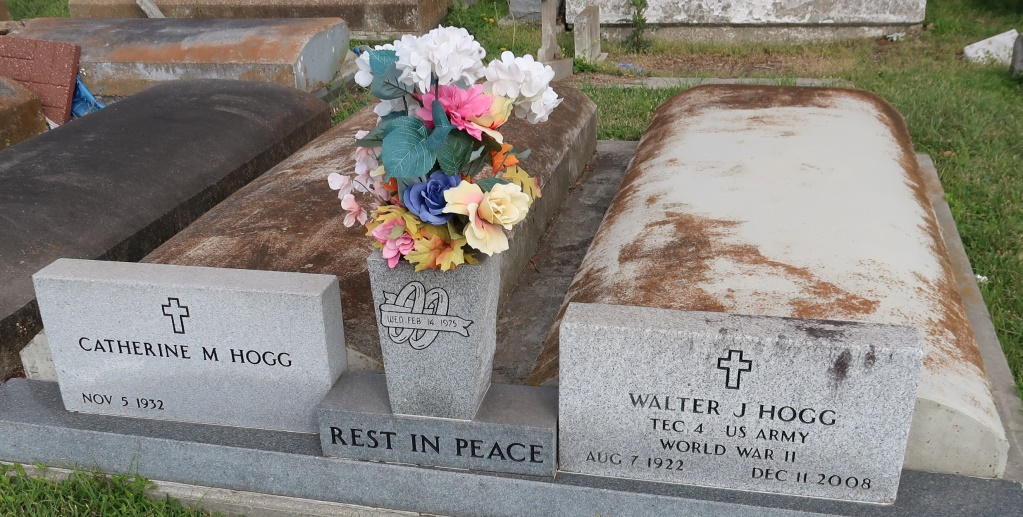 CATHERINE M HOGG
NOV 5 1932
WED. FEB 14, 1975
REST IN PEACE
WALTER J HOGG
TEC 4 US ARMY
WORLD WAR II
AUG 7 1922 DEC 11 2008